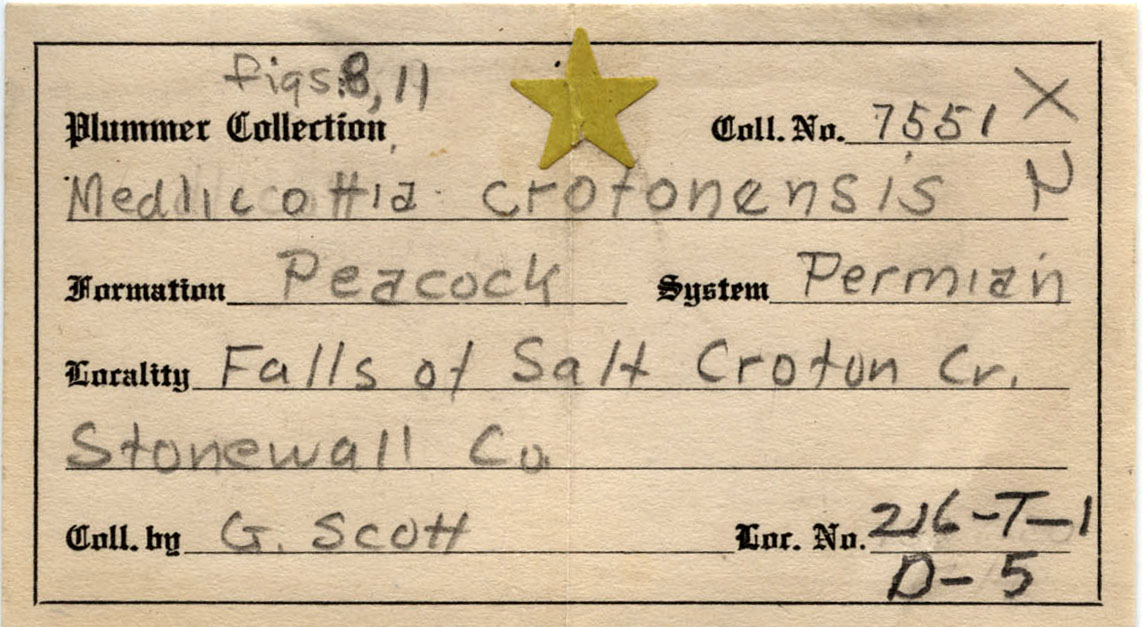 figs. 8, 11
Plummer Collection Coll. No. 7551 X
Medlicottia crotonensis N
Formation Peacock System Permian
Locality Falls of Salt Croton Cr.
Stonewall Co.
Coll. by G. Scott Loc. No. 216-T-1
D-5